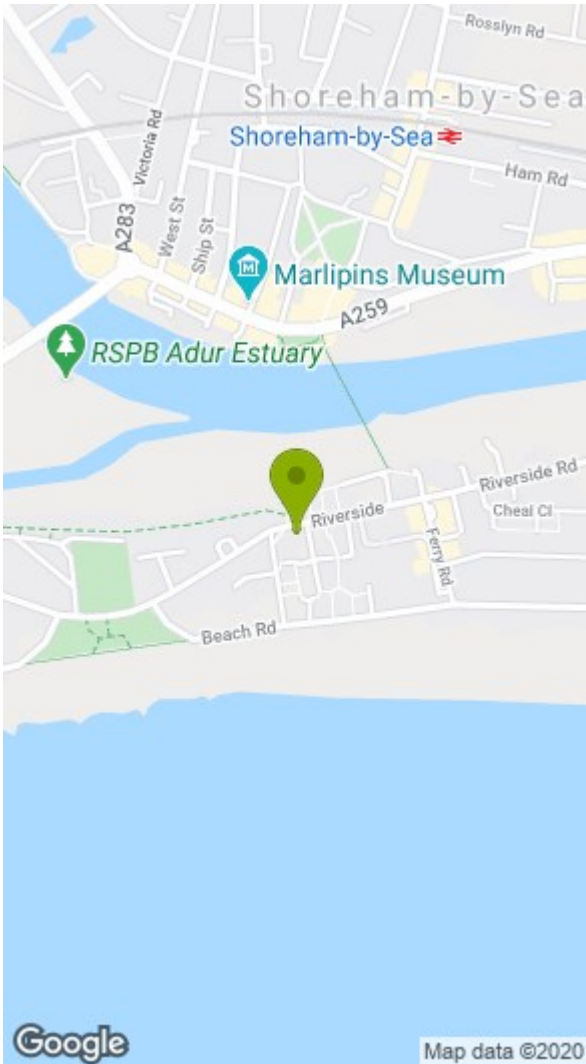 Rosslyn Rd
Shoreham-by-Sea
Shoreham-by-Sea
Ham Rd
Victoria Rd
West St
Ship St
A283
M
Marlipins Museum
A259
RSPB Adur Estuary
Riverside Rd
Riverside
Cheal Cl
Ferry Rd
Beach Rd
Google
Map data ©2020